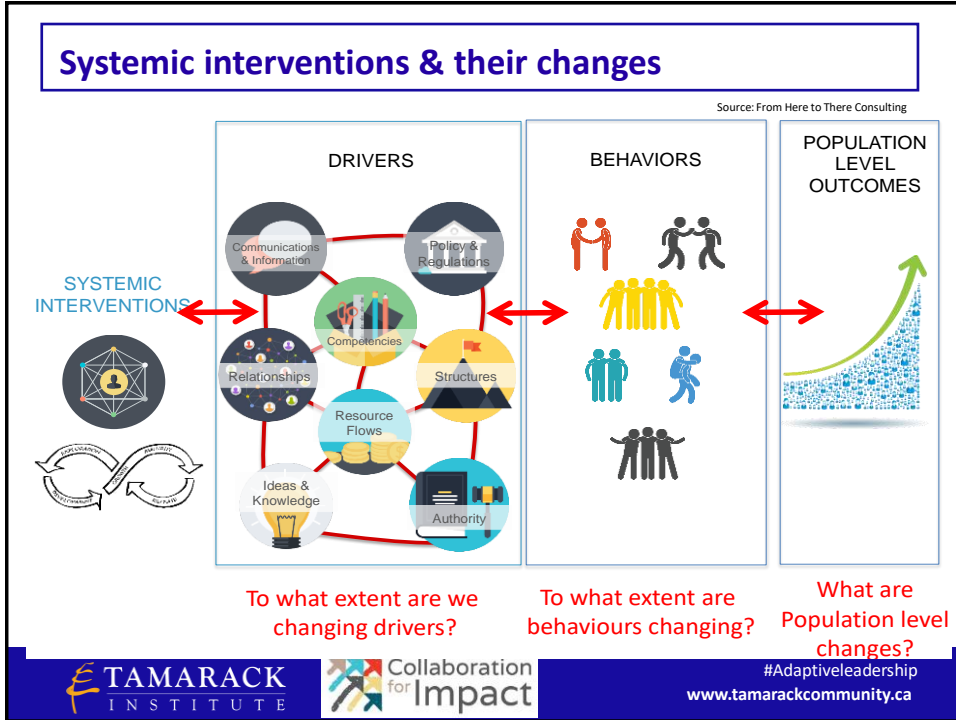 Systemic interventions & their changes
Source: From Here to There Consulting
SYSTEMIC
INTERVENTIONS
DRIVERS
Communications
& Information
Policy &
Regulations
Competencies
Relationships
Structures
Resource
Flows
Ideas &
Knowledge
Authority
BEHAVIORS
POPULATION
LEVEL
OUTCOMES
To what extent are we
changing drivers?
To what extent are
behaviours changing?
What are
Population level
changes?
TAMARACK
INSTITUTE
Collaboration
for Impact
#Adaptiveleadership
www.tamarackcommunity.ca